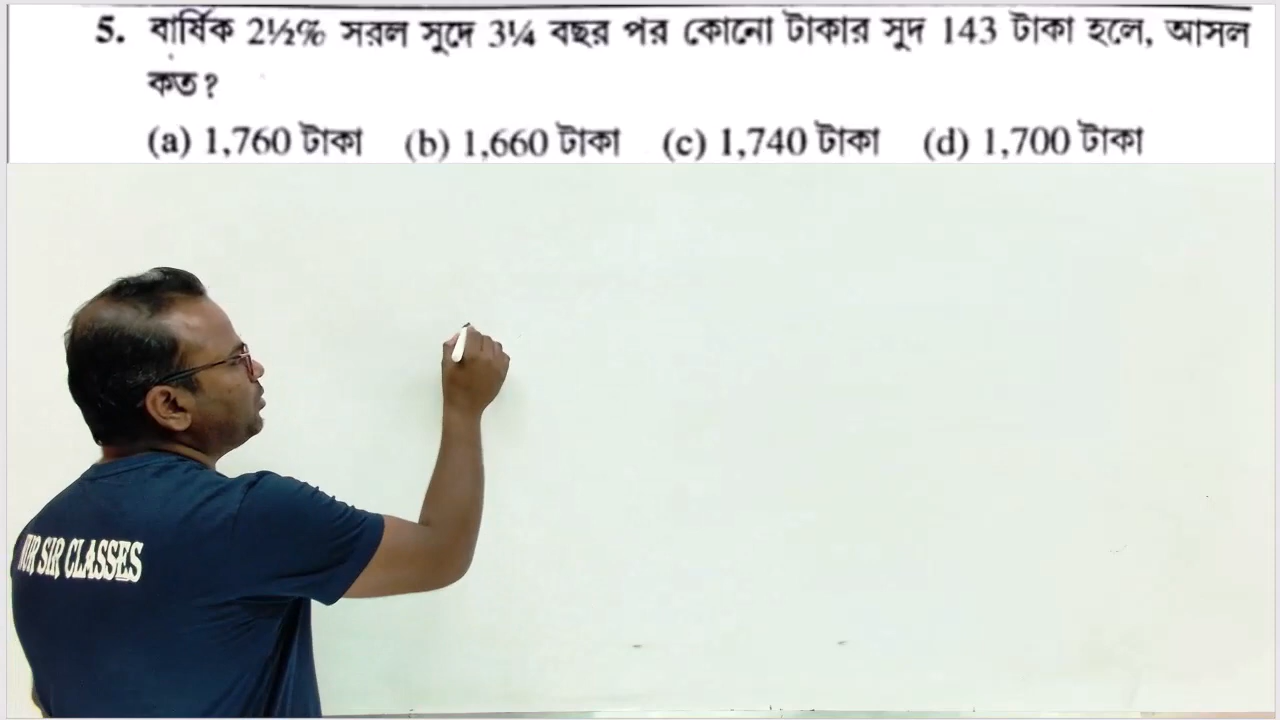 5. বার্ষিক 2½% সরল সুদে 3¼ বছর পর কোনো টাকার সুদ 143 টাকা হলে, আসল
কত?
(a) 1,760 টাকা (b) 1,660 টাকা (c) 1,740 টাকা (d) 1,700 টাকা
SIR CLASSES